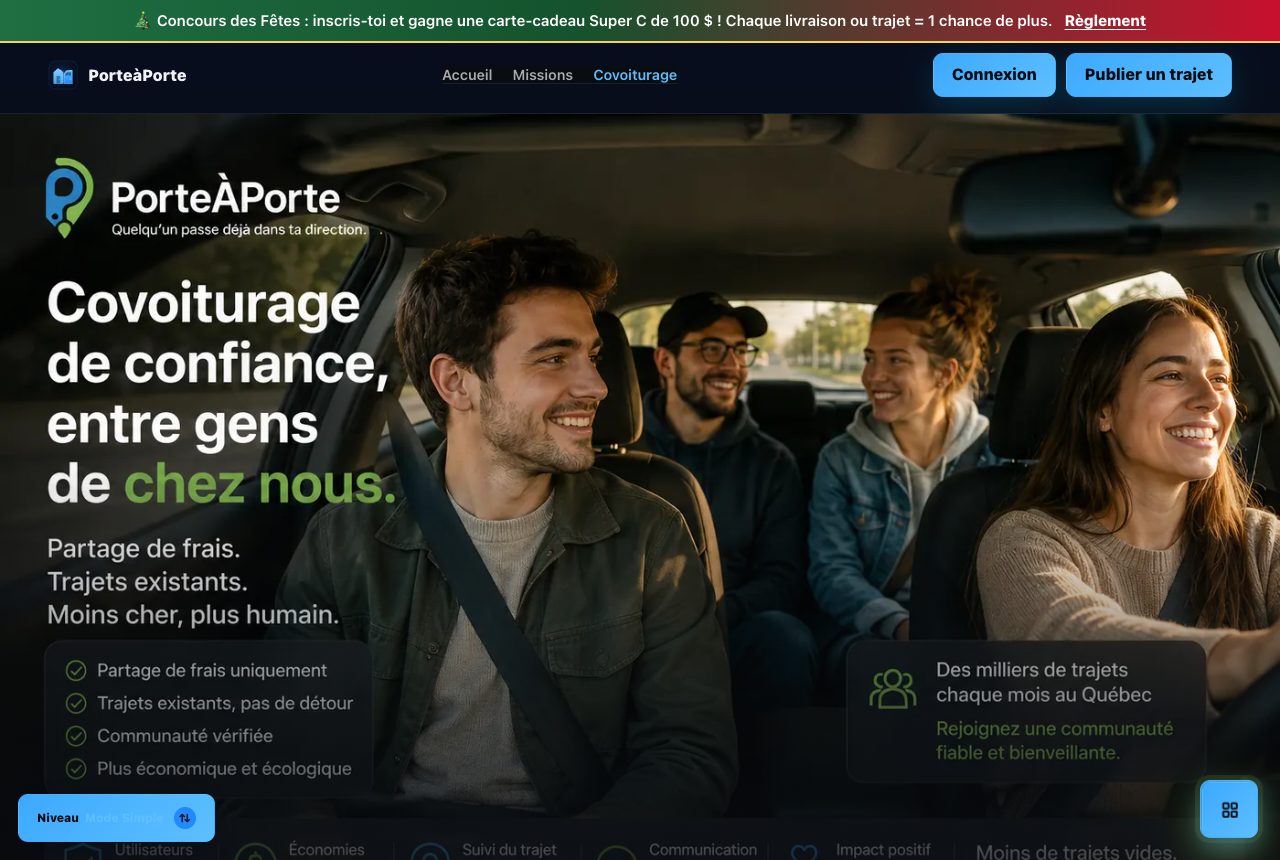 🎄 Concours des Fêtes : inscris-toi et gagne une carte-cadeau Super C de 100 $ ! Chaque livraison ou trajet = 1 chance de plus. Règlement
PorteàPorte
Accueil Missions Covoiturage
Connexion Publier un trajet
PorteÀPorte
Quelqu'un passe déjà dans ta direction.
Covoiturage
de confiance,
entre gens
de chez nous.
Partage de frais.
Trajets existants.
Moins cher, plus humain.
Partage de frais uniquement
Trajets existants, pas de détour
Communauté vérifiée
Plus économique et écologique
Des milliers de trajets
chaque mois au Québec
Rejoignez une communauté
fiable et bienveillante.
Niveau Mode Simple
Utilisateurs Économies Suivi du trajet Communication Impact positif Moins de trajets vides.